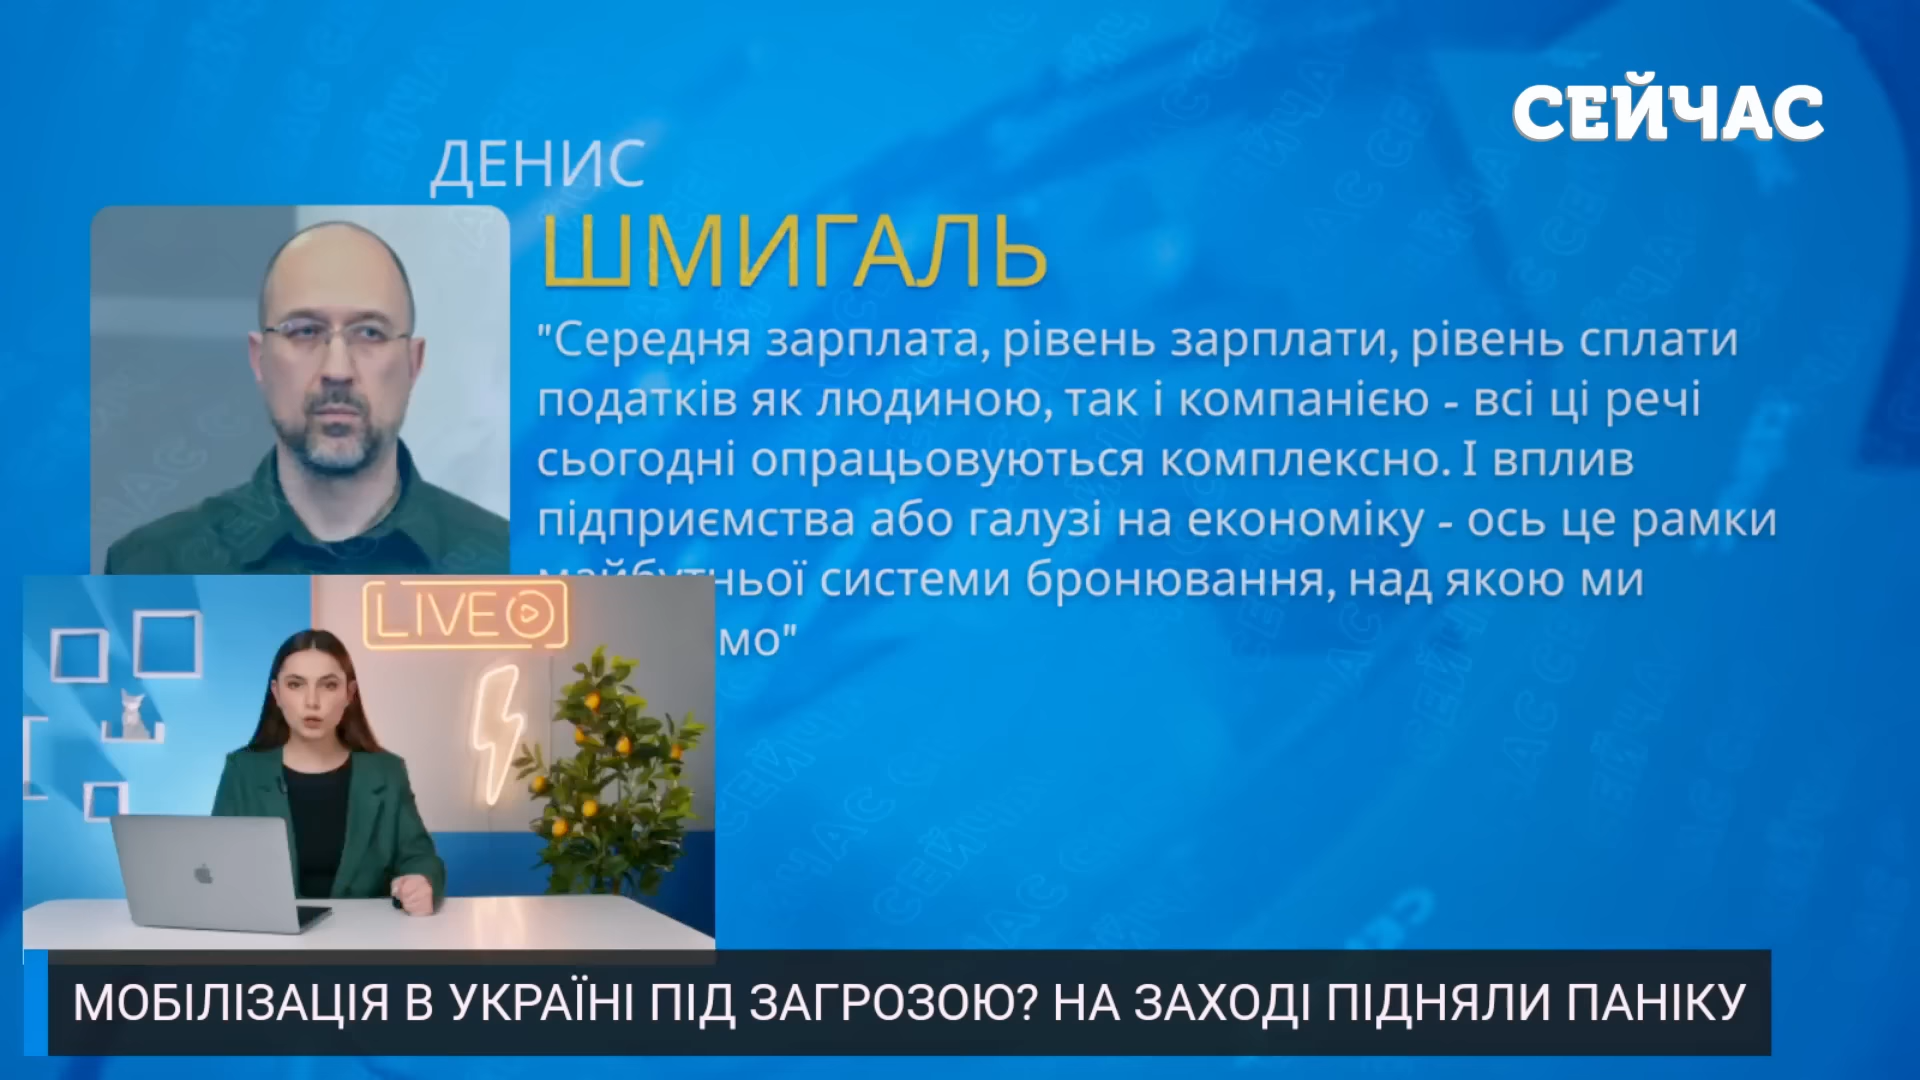 СЕЙЧАС
ДЕНИС
ШМИГАЛЬ
"Середня зарплата, рівень зарплати, рівень сплати
податків як людиною, так і компанією - всі ці речі
сьогодні опрацьовуються комплексно. І вплив
підприємства або галузі на економіку - ось це рамки
майбутньої системи бронювання, над якою ми
мо"
LIVE
МОБІЛІЗАЦІЯ В УКРАЇНІ ПІД ЗАГРОЗОЮ? НА ЗАХОДІ ПІДНЯЛИ ПАНІКУ